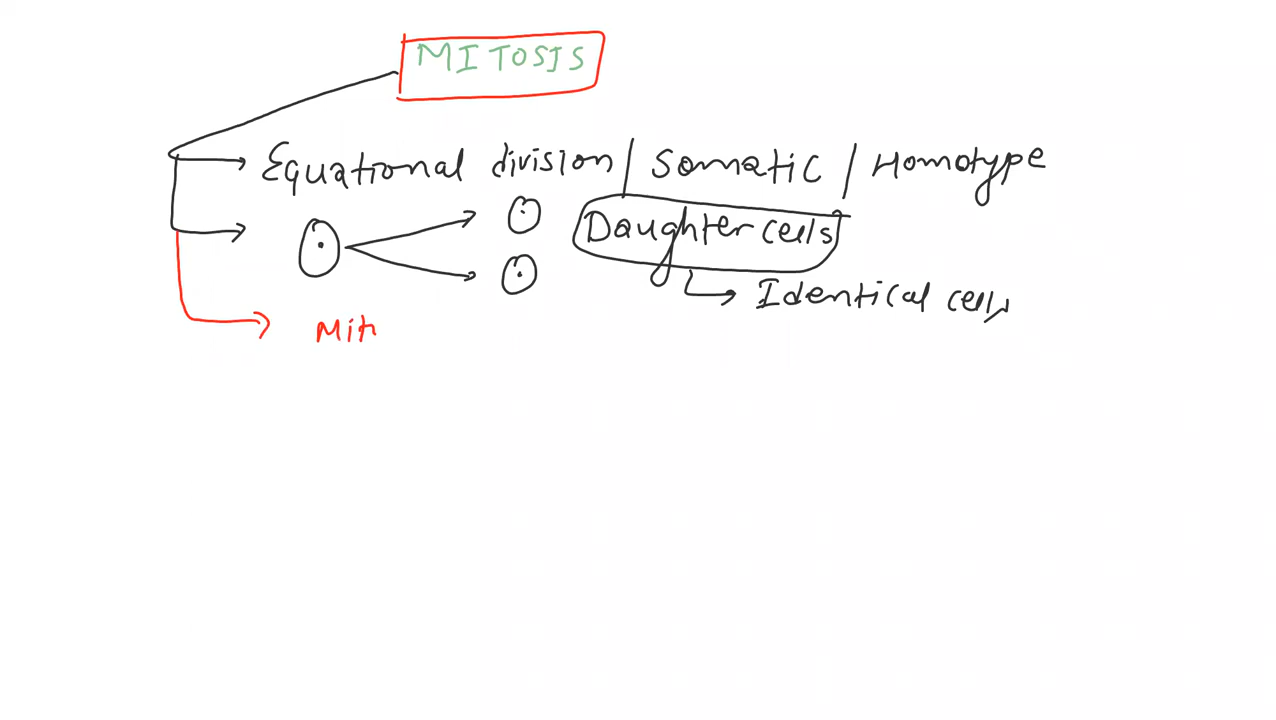 MITOSIS
Equational division / Somatic / Homotype
Daughter cells
Identical cells
Mit